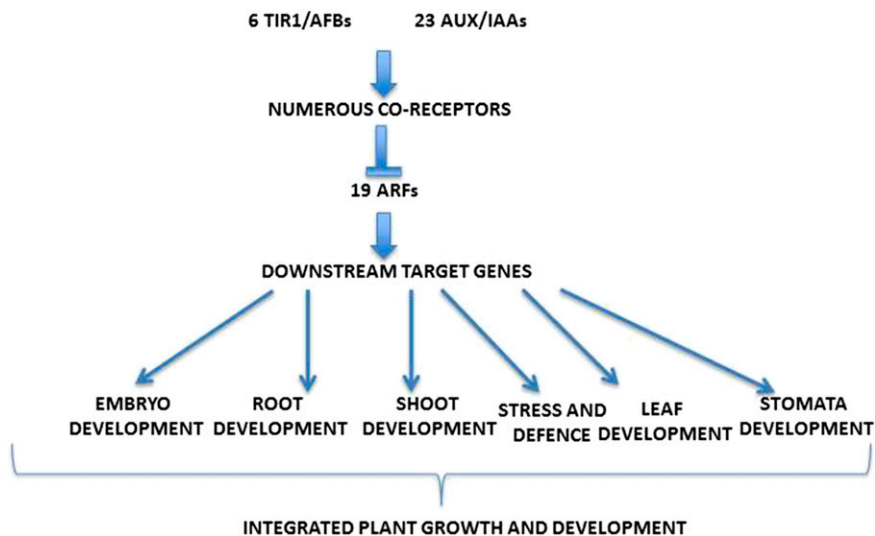 6 TIR1/AFBs 23 AUX/IAAs
NUMEROUS CO-RECEPTORS
19 ARFs
DOWNSTREAM TARGET GENES
EMBRYO DEVELOPMENT
ROOT DEVELOPMENT
SHOOT DEVELOPMENT
STRESS AND DEFENCE
LEAF DEVELOPMENT
STOMATA DEVELOPMENT
INTEGRATED PLANT GROWTH AND DEVELOPMENT